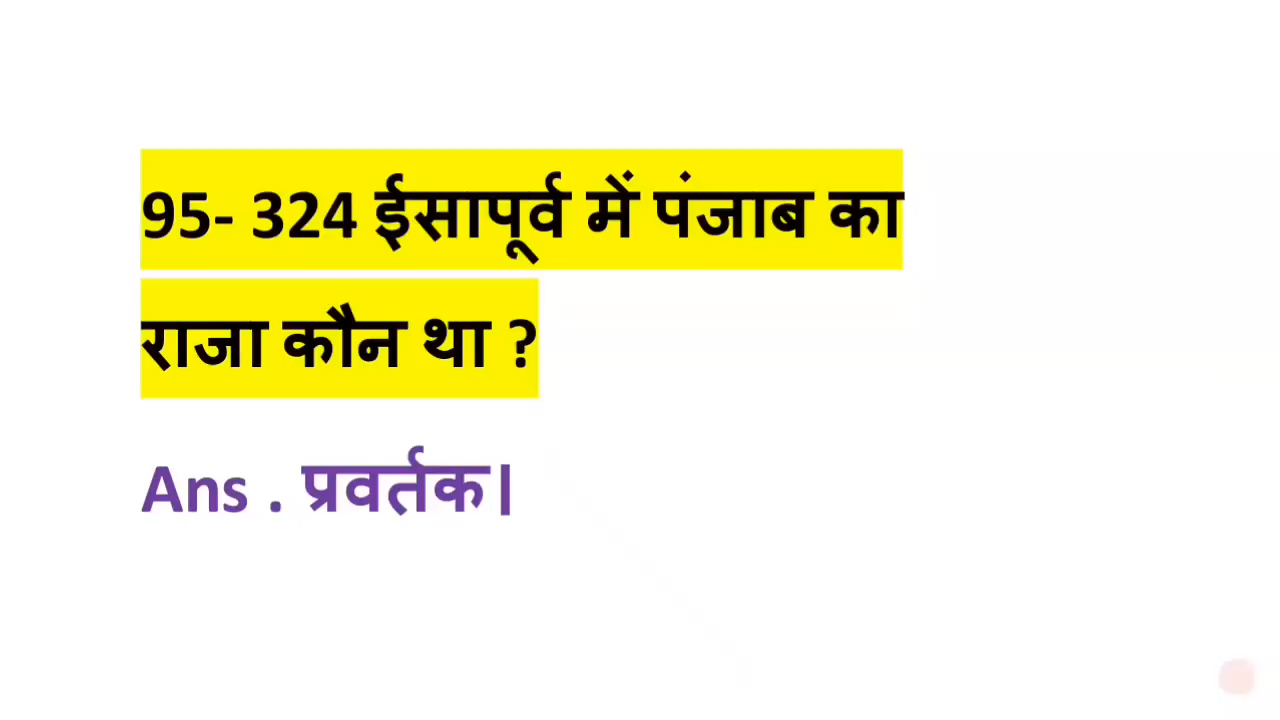 95- 324 ईसापूर्व में पंजाब का
राजा कौन था ?
Ans . प्रवर्तक।